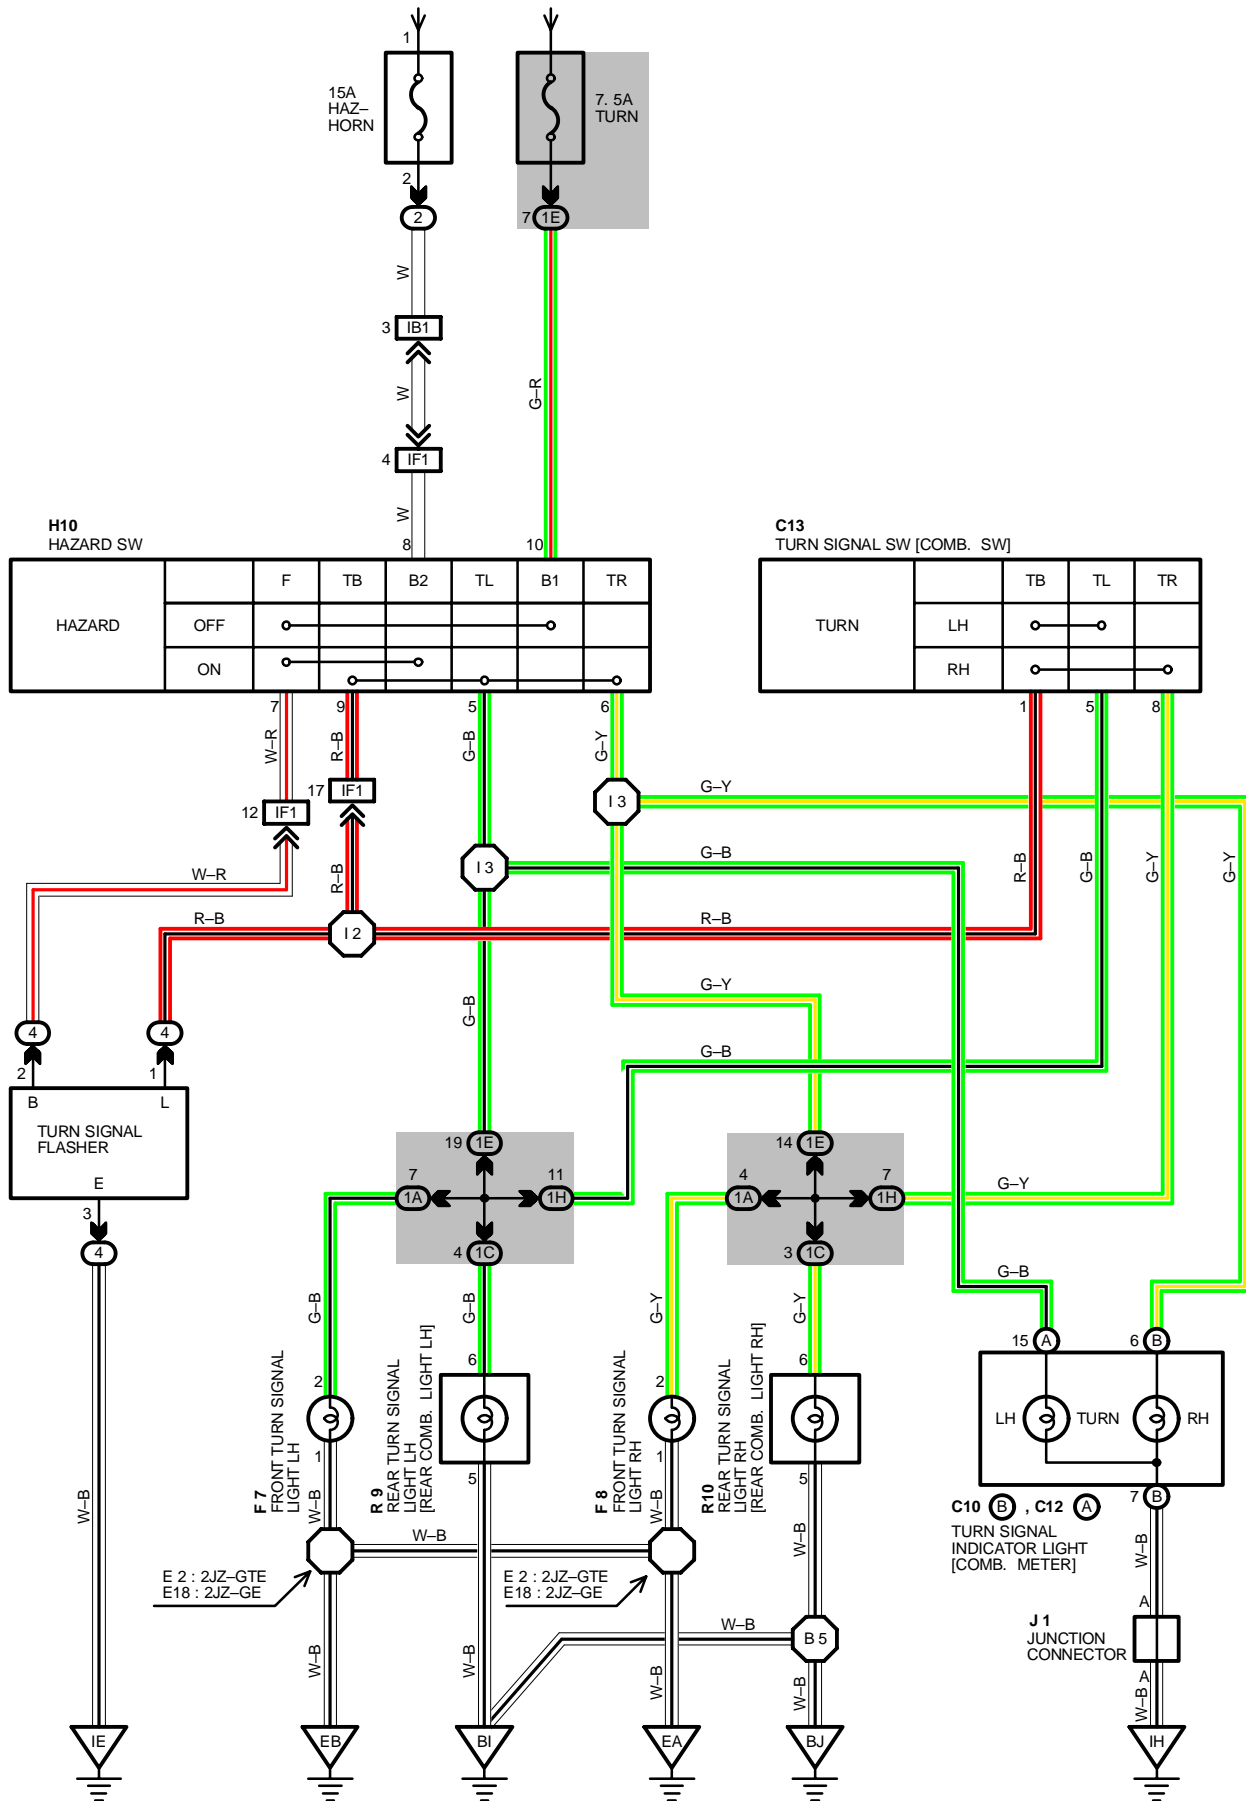 1
15A
HAZ–
HORN
7. 5A
TURN
2
2
7 1E
W
3 IB1
W
G–R
4 IF1
W
H10
HAZARD SW
8
10
C13
TURN SIGNAL SW [COMB. SW]
F TB B2 TL B1 TR
HAZARD OFF
ON
TB TL TR
TURN LH
RH
7 9 5 6
1 5 8
W–R
R–B
G–B
G–Y
12 IF1
17 IF1
I 3
G–Y
W–R
R–B
I 3
G–B
R–B
G–B
G–Y
G–Y
R–B
I 2
R–B
G–B
G–Y
G–B
4
4
2
1
B L
TURN SIGNAL
FLASHER
E
3
4
19 1E
7
1A
11
1H
4 1C
14 1E
4
1A
7
1H
3 1C
G–Y
G–B
G–B
G–B
G–Y
G–Y
15 A
6 B
2
6
2
6
LH TURN RH
1
5
1
5
F 7
FRONT TURN SIGNAL
LIGHT LH
R 9
REAR TURN SIGNAL
LIGHT LH
[REAR COMB. LIGHT LH]
F 8
FRONT TURN SIGNAL
LIGHT RH
R10
REAR TURN SIGNAL
LIGHT RH
[REAR COMB. LIGHT RH]
7 B
C10 B , C12 A
TURN SIGNAL
INDICATOR LIGHT
[COMB. METER]
W–B
W–B
W–B
W–B
W–B
W–B
E 2 : 2JZ–GTE
E18 : 2JZ–GE
E 2 : 2JZ–GTE
E18 : 2JZ–GE
W–B
B 5
A
J 1
JUNCTION
CONNECTOR
A
W–B
W–B
W–B
W–B
W–B
IE
EB
BI
EA
BJ
IH